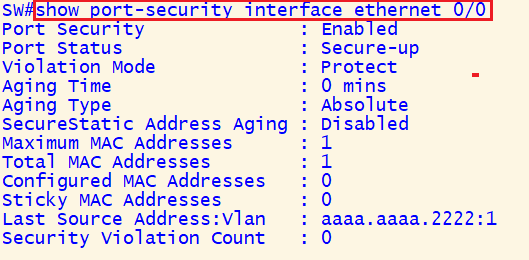 SW#show port-security interface ethernet 0/0
Port Security              : Enabled
Port Status                : Secure-up
Violation Mode             : Protect
Aging Time                 : 0 mins
Aging Type                 : Absolute
SecureStatic Address Aging : Disabled
Maximum MAC Addresses      : 1
Total MAC Addresses        : 1
Configured MAC Addresses   : 0
Sticky MAC Addresses       : 0
Last Source Address:Vlan   : aaaa.aaaa.2222:1
Security Violation Count   : 0